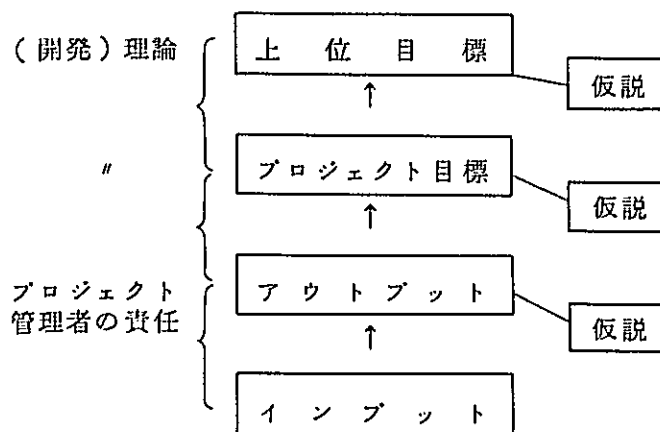 (開発)理論
上位目標
仮説
〃
プロジェクト目標
仮説
プロジェクト
管理者の責任
アウトプット
仮説
インプット